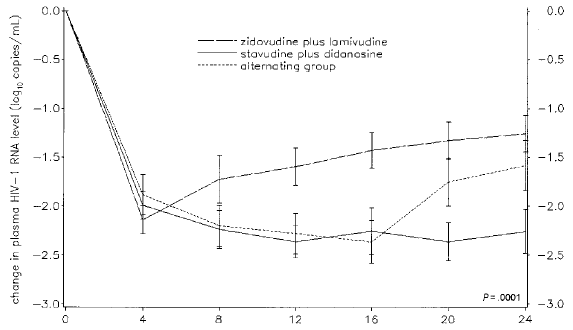 0.0
-0.5
-1.0
-1.5
-2.0
-2.5
-3.0
change in plasma HIV-1 RNA level (log10 copies/mL)
zidovudine plus lamivudine
stavudine plus didanosine
alternating group
0.0
-0.5
-1.0
-1.5
-2.0
-2.5
-3.0
P = .0001
0 4 8 12 16 20 24